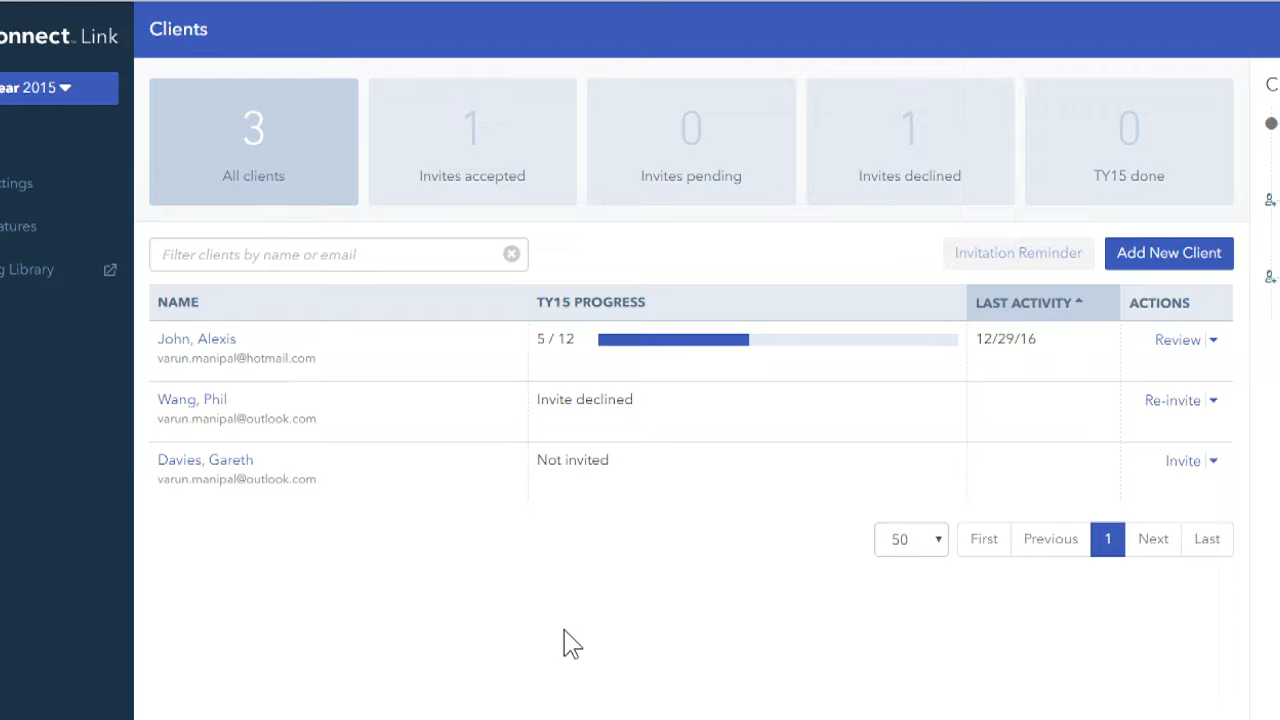 onnect Link
Clients
ear 2015
3
All clients
1
Invites accepted
0
Invites pending
1
Invites declined
0
TY15 done
C
ttings
atures
g Library
Filter clients by name or email
Invitation Reminder
Add New Client
NAME
TY15 PROGRESS
LAST ACTIVITY
ACTIONS
John, Alexis
varun.manipal@hotmail.com
5 / 12
12/29/16
Review
Wang, Phil
varun.manipal@outlook.com
Invite declined
Re-invite
Davies, Gareth
varun.manipal@outlook.com
Not invited
Invite
50
First
Previous
1
Next
Last